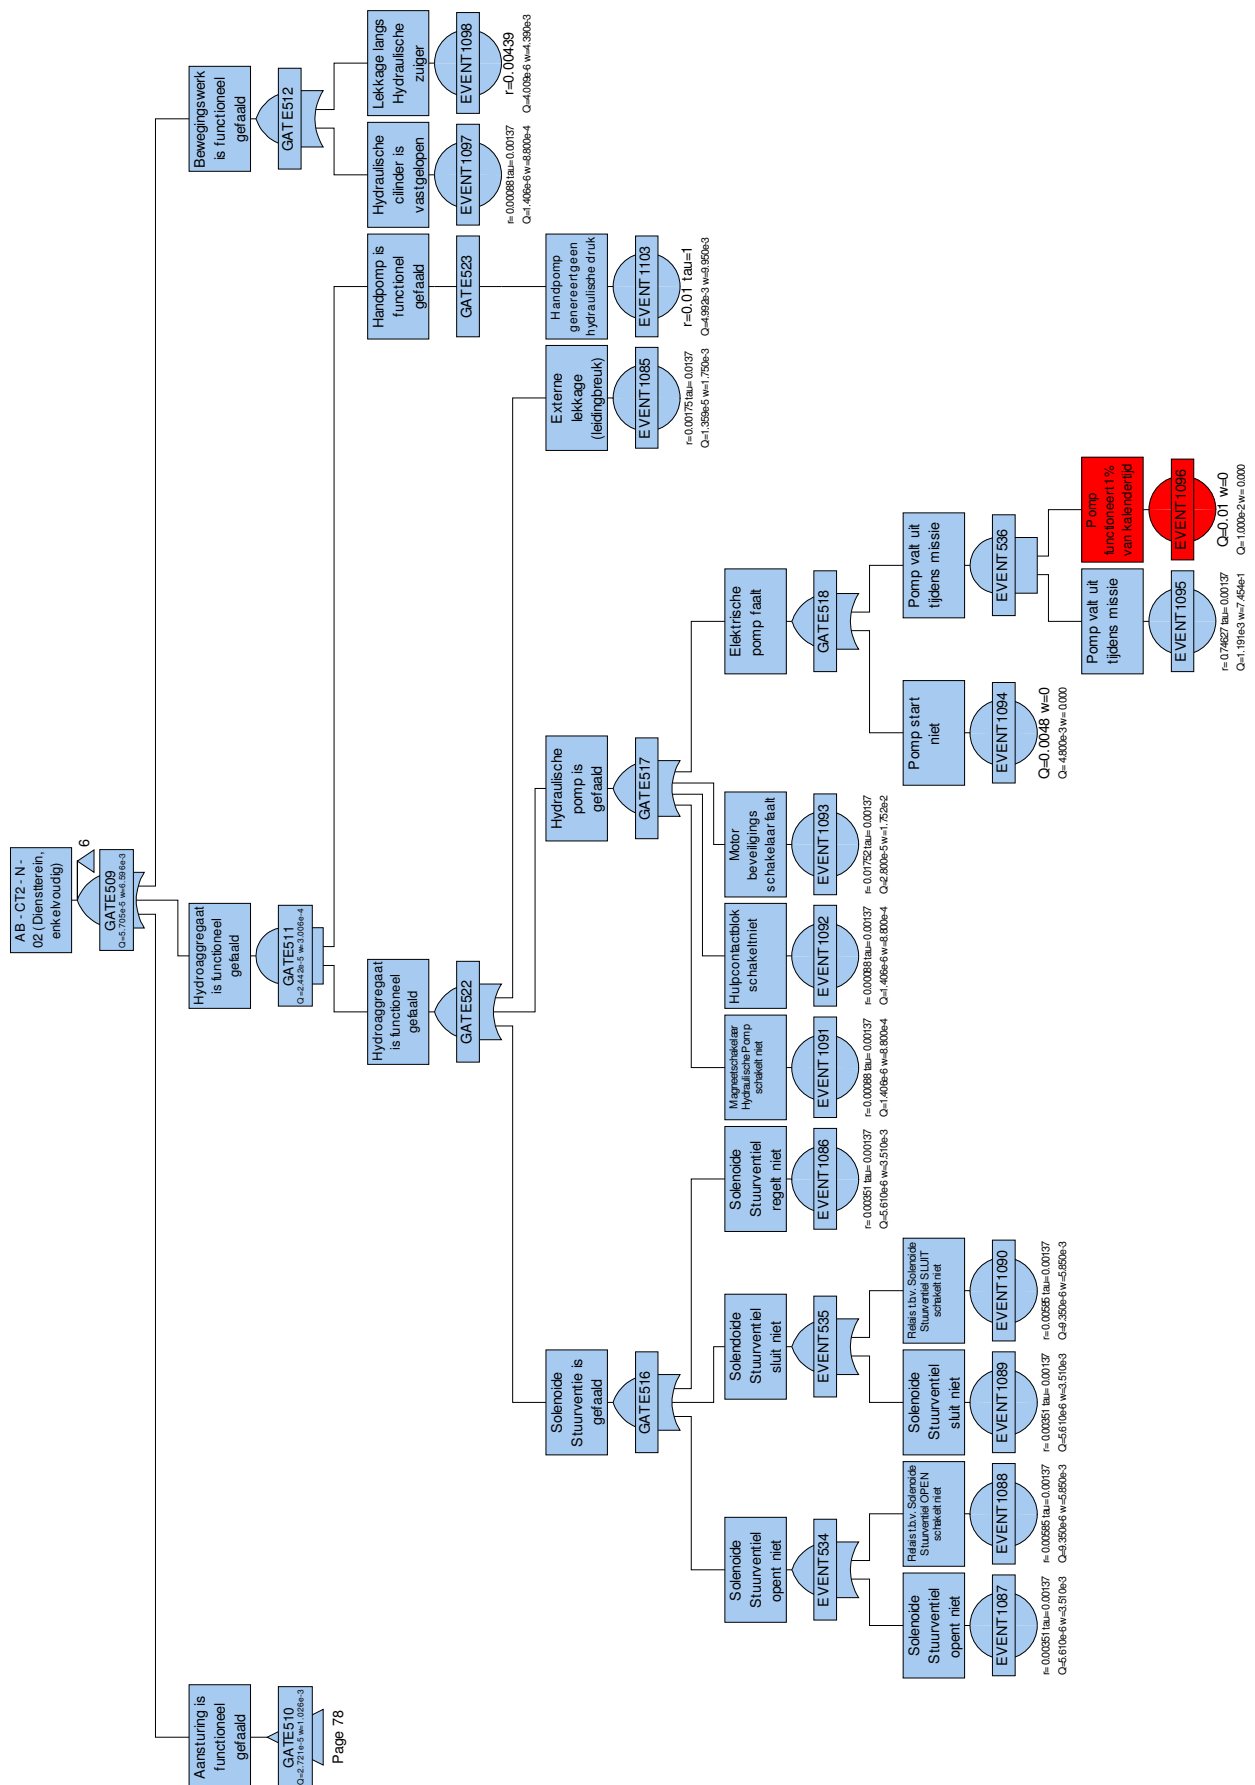 AB - CT2 - N -
02 (Dienstterein,
enkelvoudig)
6
GATE509
Q=5.705e-5 w=6.596e-3
Aansturing is
functioneel
gefaald
GATE510
Q=2.721e-5 w=1.026e-3
Page 78
Hydroaggregaat
is functioneel
gefaald
GATE511
Q=2.442e-5 w=3.006e-4
Bewegingswerk
is functioneel
gefaald
GATE512
Hydroaggregaat
is functioneel
gefaald
GATE522
Handpomp is
functionel
gefaald
GATE523
Hydraulische
cilinder is
vastgelopen
EVENT1097
r=0.00088 tau=0.00137
Q=1.406e-6 w=8.800e-4
Lekkage langs
Hydraulische
zuiger
EVENT1098
r=0.00439
Q=4.009e-6 w=4.390e-3
Solenoide
Stuurventie is
gefaald
GATE516
Hydraulische
pomp is
gefaald
GATE517
Externe
lekkage
(leidingbreuk)
EVENT1085
r=0.00175 tau=0.0137
Q=1.359e-5 w=1.750e-3
Handpomp
genereert geen
hydraulische druk
EVENT1103
r=0.01 tau=1
Q=4.992e-3 w=9.950e-3
Solenoide
Stuurventiel
opent niet
EVENT534
Solendoide
Stuurventiel
sluit niet
EVENT535
Solenoide
Stuurventiel
regelt niet
EVENT1086
r=0.00351 tau=0.00137
Q=5.610e-6 w=3.510e-3
Magneetschakelaar
Hydraulische Pomp
schakelt niet
EVENT1091
r=0.00088 tau=0.00137
Q=1.406e-6 w=8.800e-4
Hulpcontactblok
schakelt niet
EVENT1092
r=0.00088 tau=0.00137
Q=1.406e-6 w=8.800e-4
Motor
beveiligings
schakelaar faalt
EVENT1093
r=0.01752 tau=0.00137
Q=2.800e-5 w=1.752e-2
Elektrische
pomp faalt
GATE518
Solenoide
Stuurventiel
opent niet
EVENT1087
r=0.00351 tau=0.00137
Q=5.610e-6 w=3.510e-3
Relais t.b.v. Solenoide
Stuurventiel OPEN
schakelt niet
EVENT1088
r=0.00585 tau=0.00137
Q=9.350e-6 w=5.850e-3
Solenoide
Stuurventiel
sluit niet
EVENT1089
r=0.00351 tau=0.00137
Q=5.610e-6 w=3.510e-3
Relais t.b.v. Solenoide
Stuurventiel SLUIT
schakelt niet
EVENT1090
r=0.00585 tau=0.00137
Q=9.350e-6 w=5.850e-3
Pomp start
niet
EVENT1094
Q=0.0048 w=0
Q=4.800e-3 w=0.000
Pomp valt uit
tijdens missie
EVENT536
Pomp valt uit
tijdens missie
EVENT1095
r=0.74627 tau=0.00137
Q=1.191e-3 w=7.454e-1
Pomp
functioneert 1%
van kalendertijd
EVENT1096
Q=0.01 w=0
Q=1.000e-2 w=0.000